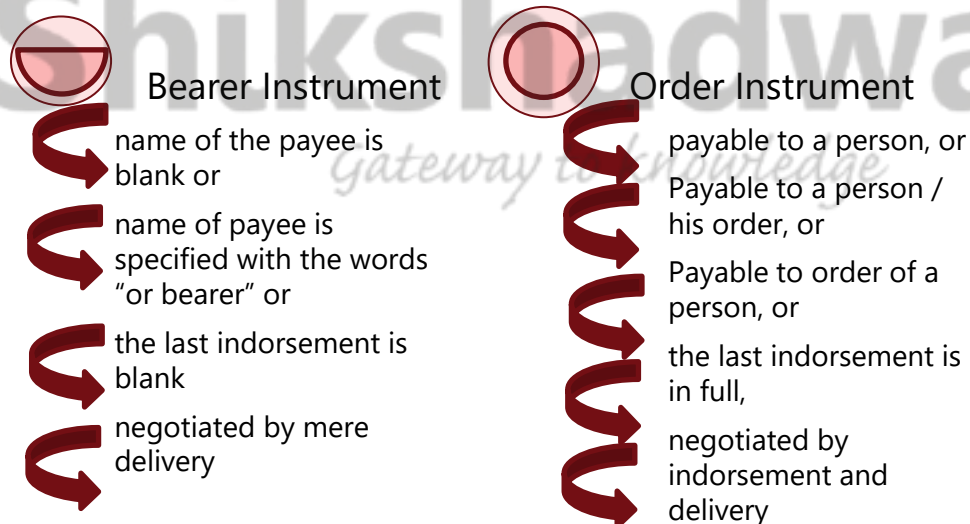 Shikshadwa
Gateway to knowledge
Bearer Instrument
name of the payee is
blank or
name of payee is
specified with the words
“or bearer” or
the last indorsement is
blank
negotiated by mere
delivery
Order Instrument
payable to a person, or
Payable to a person /
his order, or
Payable to order of a
person, or
the last indorsement is
in full,
negotiated by
indorsement and
delivery